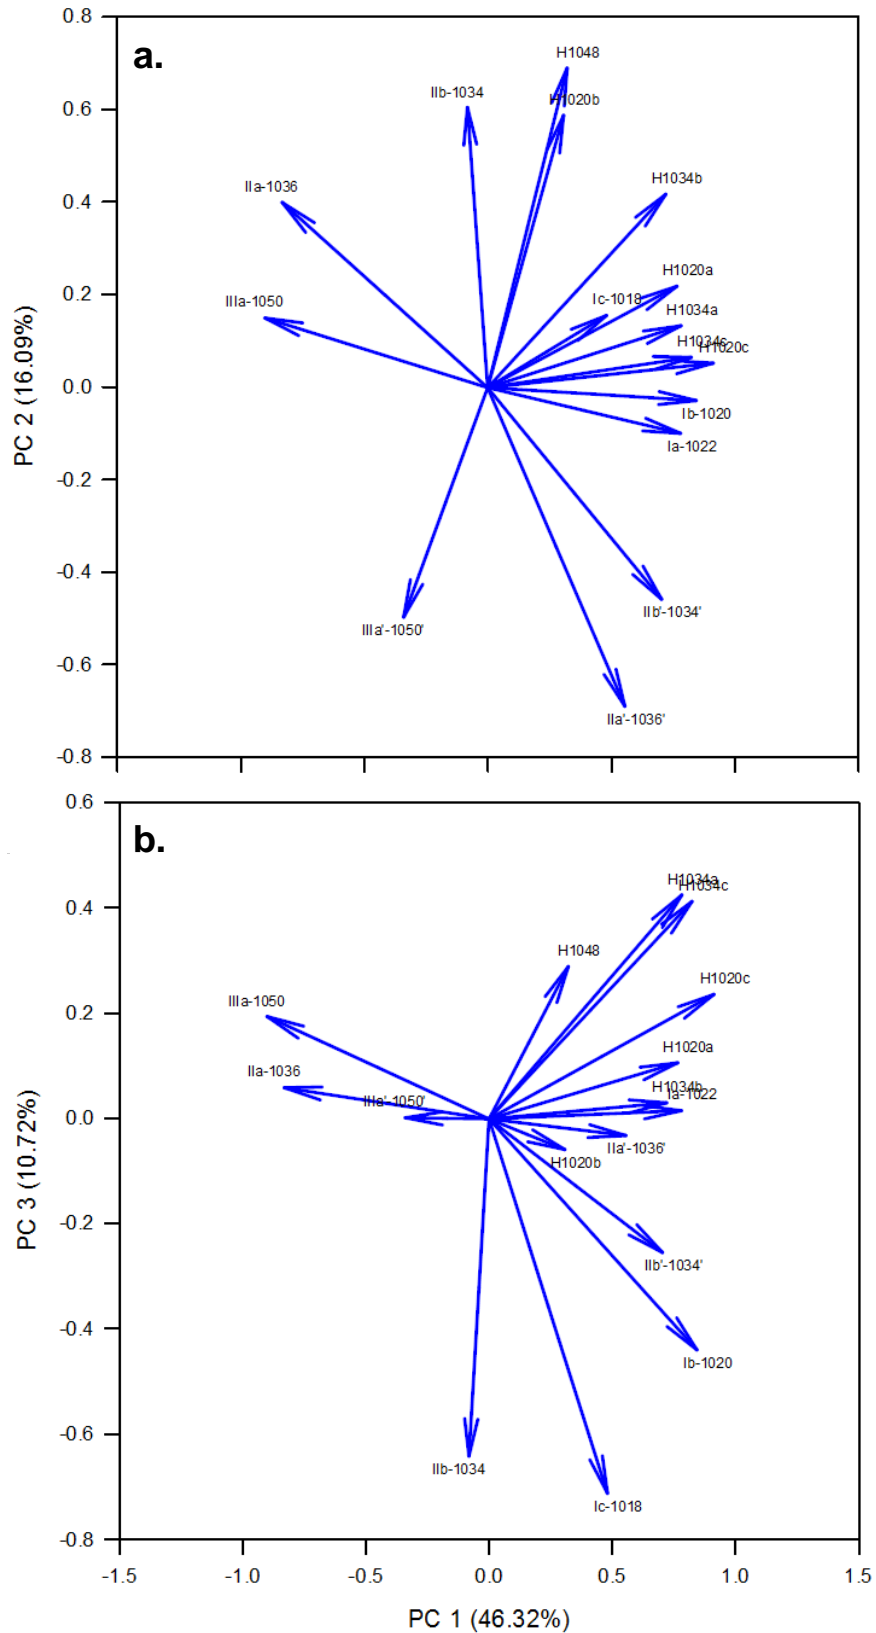 a.
0.8
H1048
IIb-1034
H1020b
0.6
H1034b
IIa-1036
0.4
H1020a
IIIa-1050
Ic-1018
H1034a
0.2
H1034c
H1020c
0.0
Ib-1020
Ia-1022
PC 2 (16.09%)
-0.2
-0.4
IIb'-1034'
IIIa'-1050'
-0.6
IIa'-1036'
-0.8
b.
0.6
H1034a
H1034c
0.4
H1048
H1020c
IIIa-1050
0.2
H1020a
IIa-1036
H1034b
Ia-1022
IIIa'-1050'
0.0
IIa'-1036'
H1020b
PC 3 (10.72%)
-0.2
IIb'-1034'
-0.4
Ib-1020
-0.6
IIb-1034
Ic-1018
-0.8
-1.5 -1.0 -0.5 0.0 0.5 1.0 1.5
PC 1 (46.32%)